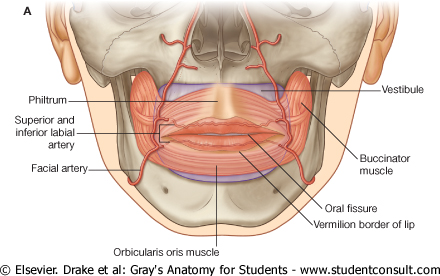 A
Philtrum
Superior and
inferior labial
artery
Facial artery
Orbicularis oris muscle
Vestibule
Buccinator
muscle
Oral fissure
Vermilion border of lip
© Elsevier. Drake et al: Gray's Anatomy for Students - www.studentconsult.com